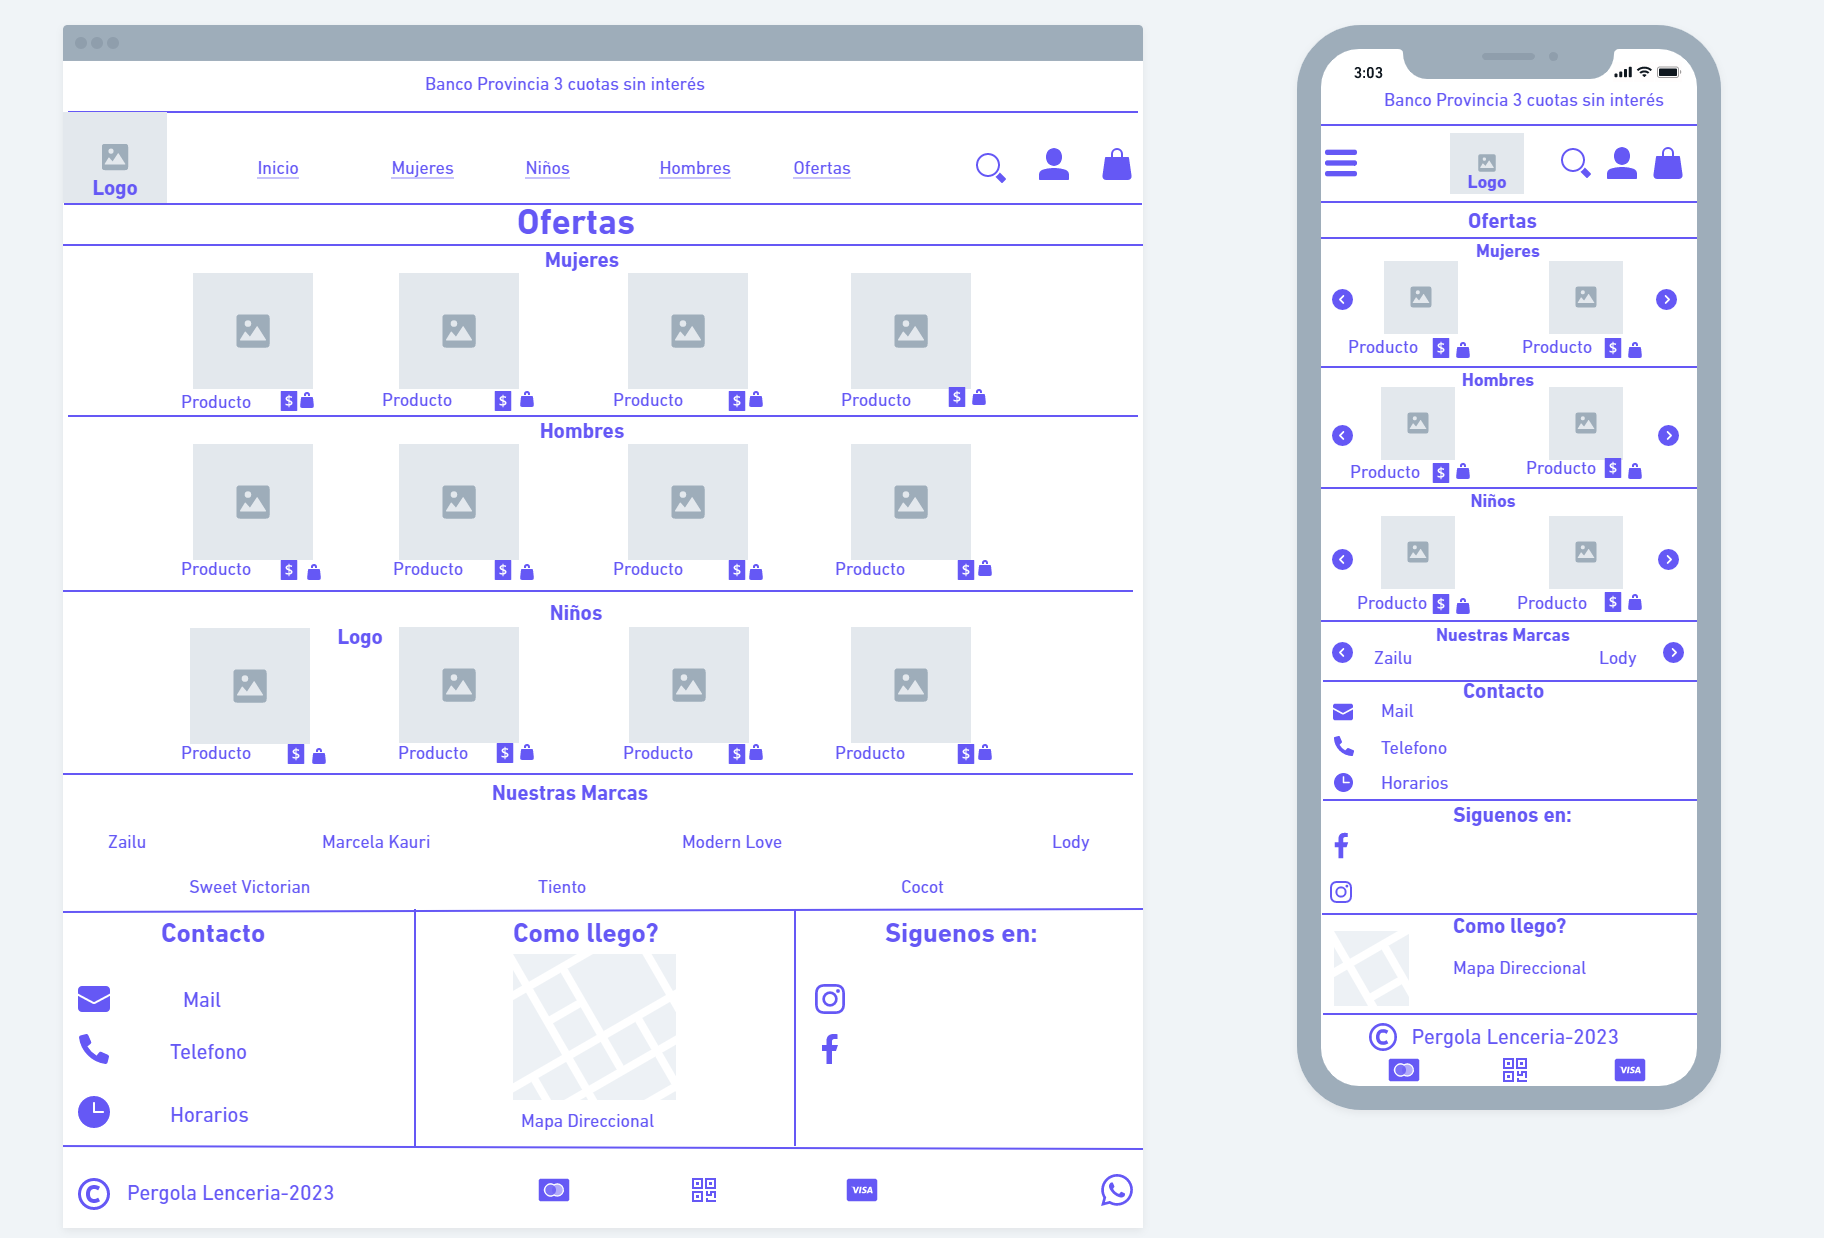 Banco Provincia 3 cuotas sin interés
Logo
Inicio Mujeres Niños Hombres Ofertas
Ofertas
Mujeres
Producto $ Producto $ Producto $ Producto $
Hombres
Producto $ Producto $ Producto $ Producto $
Niños
Logo
Producto $ Producto $ Producto $ Producto $
Nuestras Marcas
Zailu Marcela Kauri Modern Love Lody
Sweet Victorian Tiento Cocot
Contacto
Mail
Telefono
Horarios
Como llego?
Mapa Direccional
Siguenos en:
© Pergola Lenceria-2023
VISA
3:03
Banco Provincia 3 cuotas sin interés
Logo
Ofertas
Mujeres
Producto $ Producto $
Hombres
Producto $ Producto $
Niños
Producto $ Producto $
Nuestras Marcas
Zailu Lody
Contacto
Mail
Telefono
Horarios
Siguenos en:
Como llego?
Mapa Direccional
© Pergola Lenceria-2023
VISA